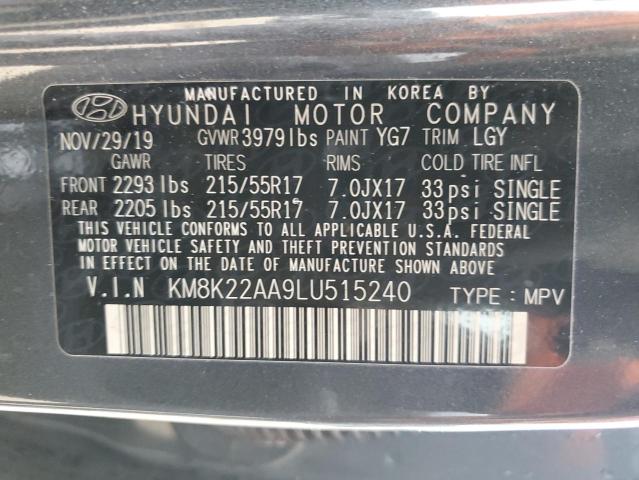 MANUFACTURED IN KOREA BY
HYUNDAI MOTOR COMPANY
NOV/29/19 GVWR 3979lbs PAINT YG7 TRIM LGY
GAWR TIRES RIMS COLD TIRE INFL
FRONT 2293 lbs 215/55R17 7.0JX17 33psi SINGLE
REAR 2205 lbs 215/55R17 7.0JX17 33psi SINGLE
THIS VEHICLE CONFORMS TO ALL APPLICABLE U.S.A. FEDERAL
MOTOR VEHICLE SAFETY AND THEFT PREVENTION STANDARDS
IN EFFECT ON THE DATE OF MANUFACTURE SHOWN ABOVE.
V.I.N KM8K22AA9LU515240 TYPE : MPV